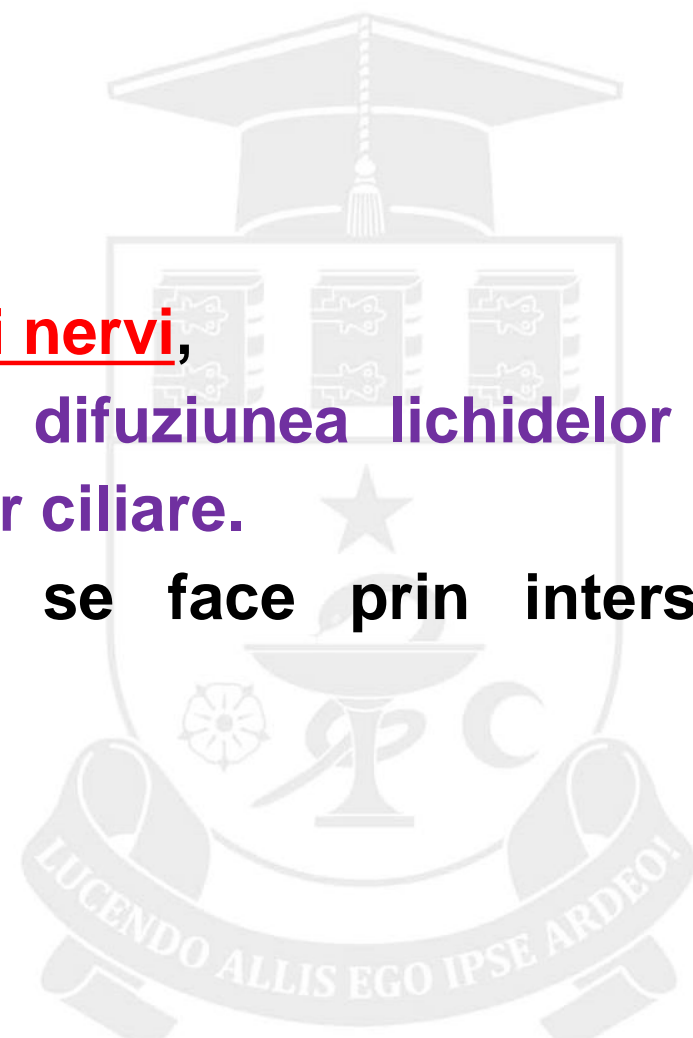 i nervi,
difuziunea lichidelor
r ciliare.
se face prin inters
LUCENDO ALLIS EGO IPSE ARDEO!